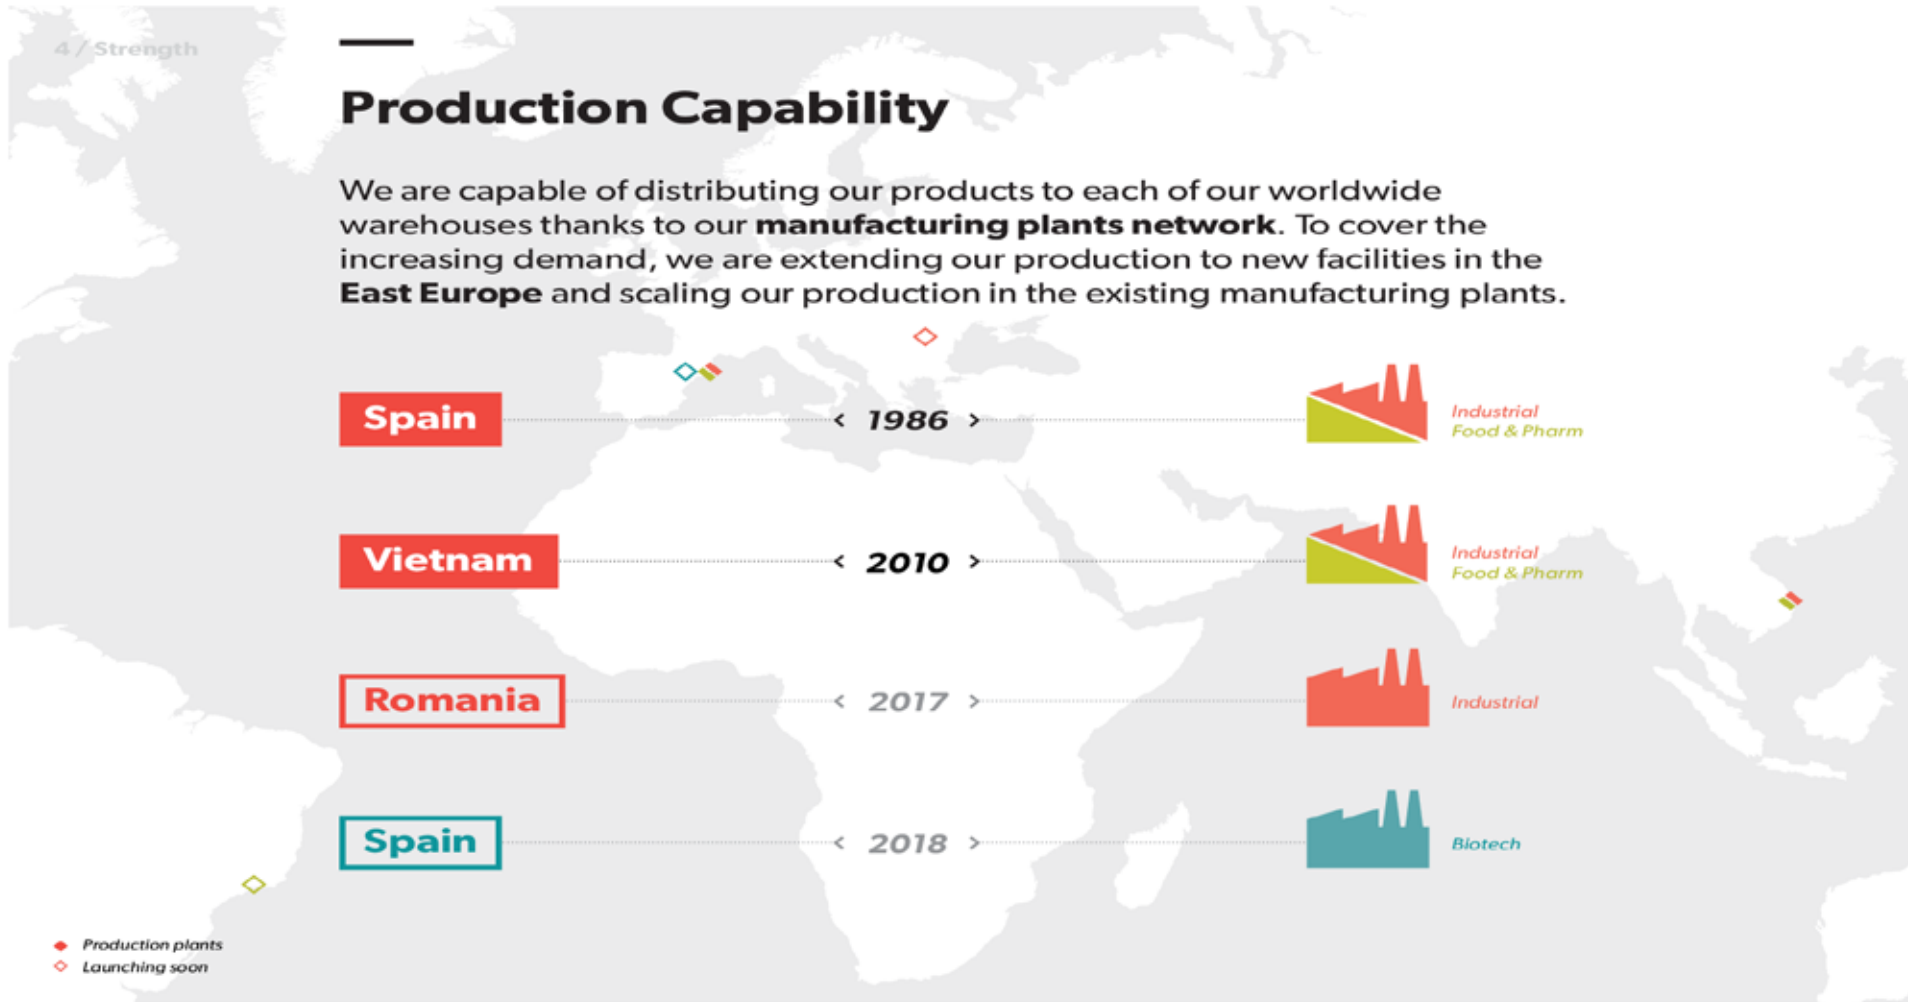 4 / Strength
Production Capability
We are capable of distributing our products to each of our worldwide
warehouses thanks to our manufacturing plants network. To cover the
increasing demand, we are extending our production to new facilities in the
East Europe and scaling our production in the existing manufacturing plants.
Spain < 1986 > Industrial
Food & Pharm
Vietnam < 2010 > Industrial
Food & Pharm
Romania < 2017 > Industrial
Spain < 2018 > Biotech
Production plants
Launching soon